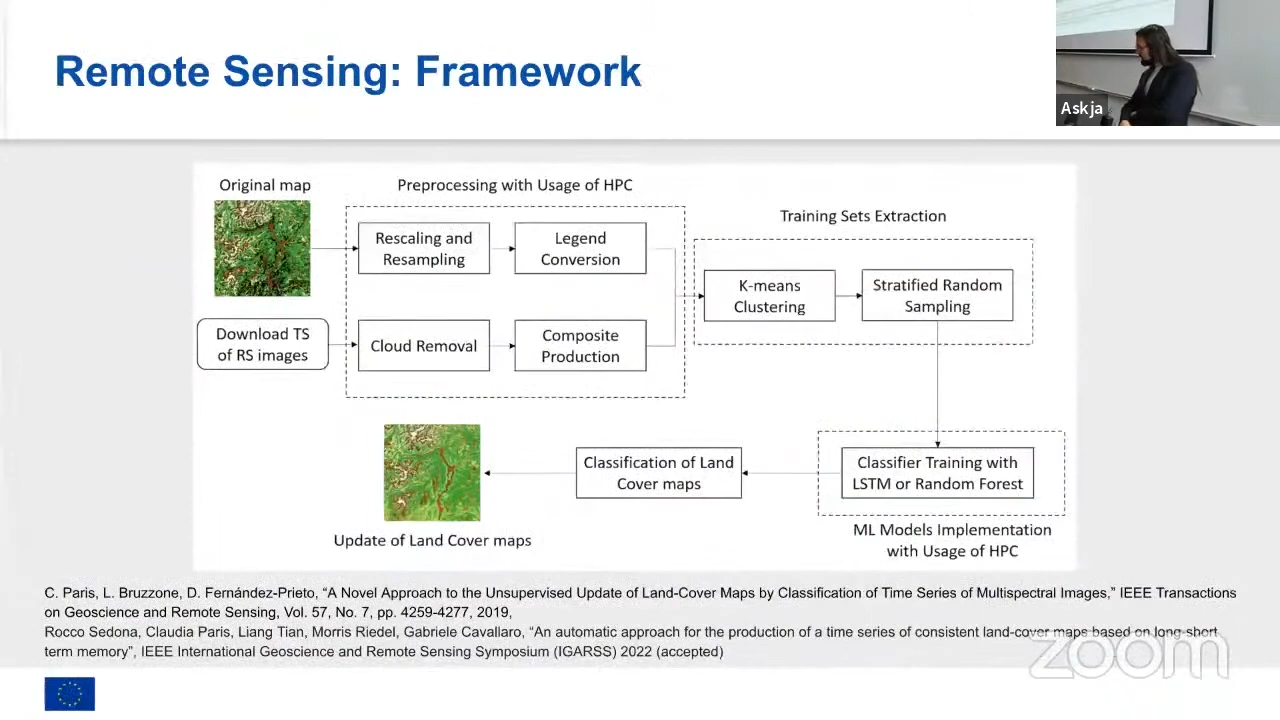 Remote Sensing: Framework
Askja
Original map
Preprocessing with Usage of HPC
Training Sets Extraction
Rescaling and
Resampling
Legend
Conversion
K-means
Clustering
Stratified Random
Sampling
Download TS
of RS images
Cloud Removal
Composite
Production
Classification of Land
Cover maps
Classifier Training with
LSTM or Random Forest
Update of Land Cover maps
ML Models Implementation
with Usage of HPC
C. Paris, L. Bruzzone, D. Fernández-Prieto, “A Novel Approach to the Unsupervised Update of Land-Cover Maps by Classification of Time Series of Multispectral Images,” IEEE Transactions
on Geoscience and Remote Sensing, Vol. 57, No. 7, pp. 4259-4277, 2019,
Rocco Sedona, Claudia Paris, Liang Tian, Morris Riedel, Gabriele Cavallaro, “An automatic approach for the production of a time series of consistent land-cover maps based on long-short
term memory”, IEEE International Geoscience and Remote Sensing Symposium (IGARSS) 2022 (accepted)
zoom